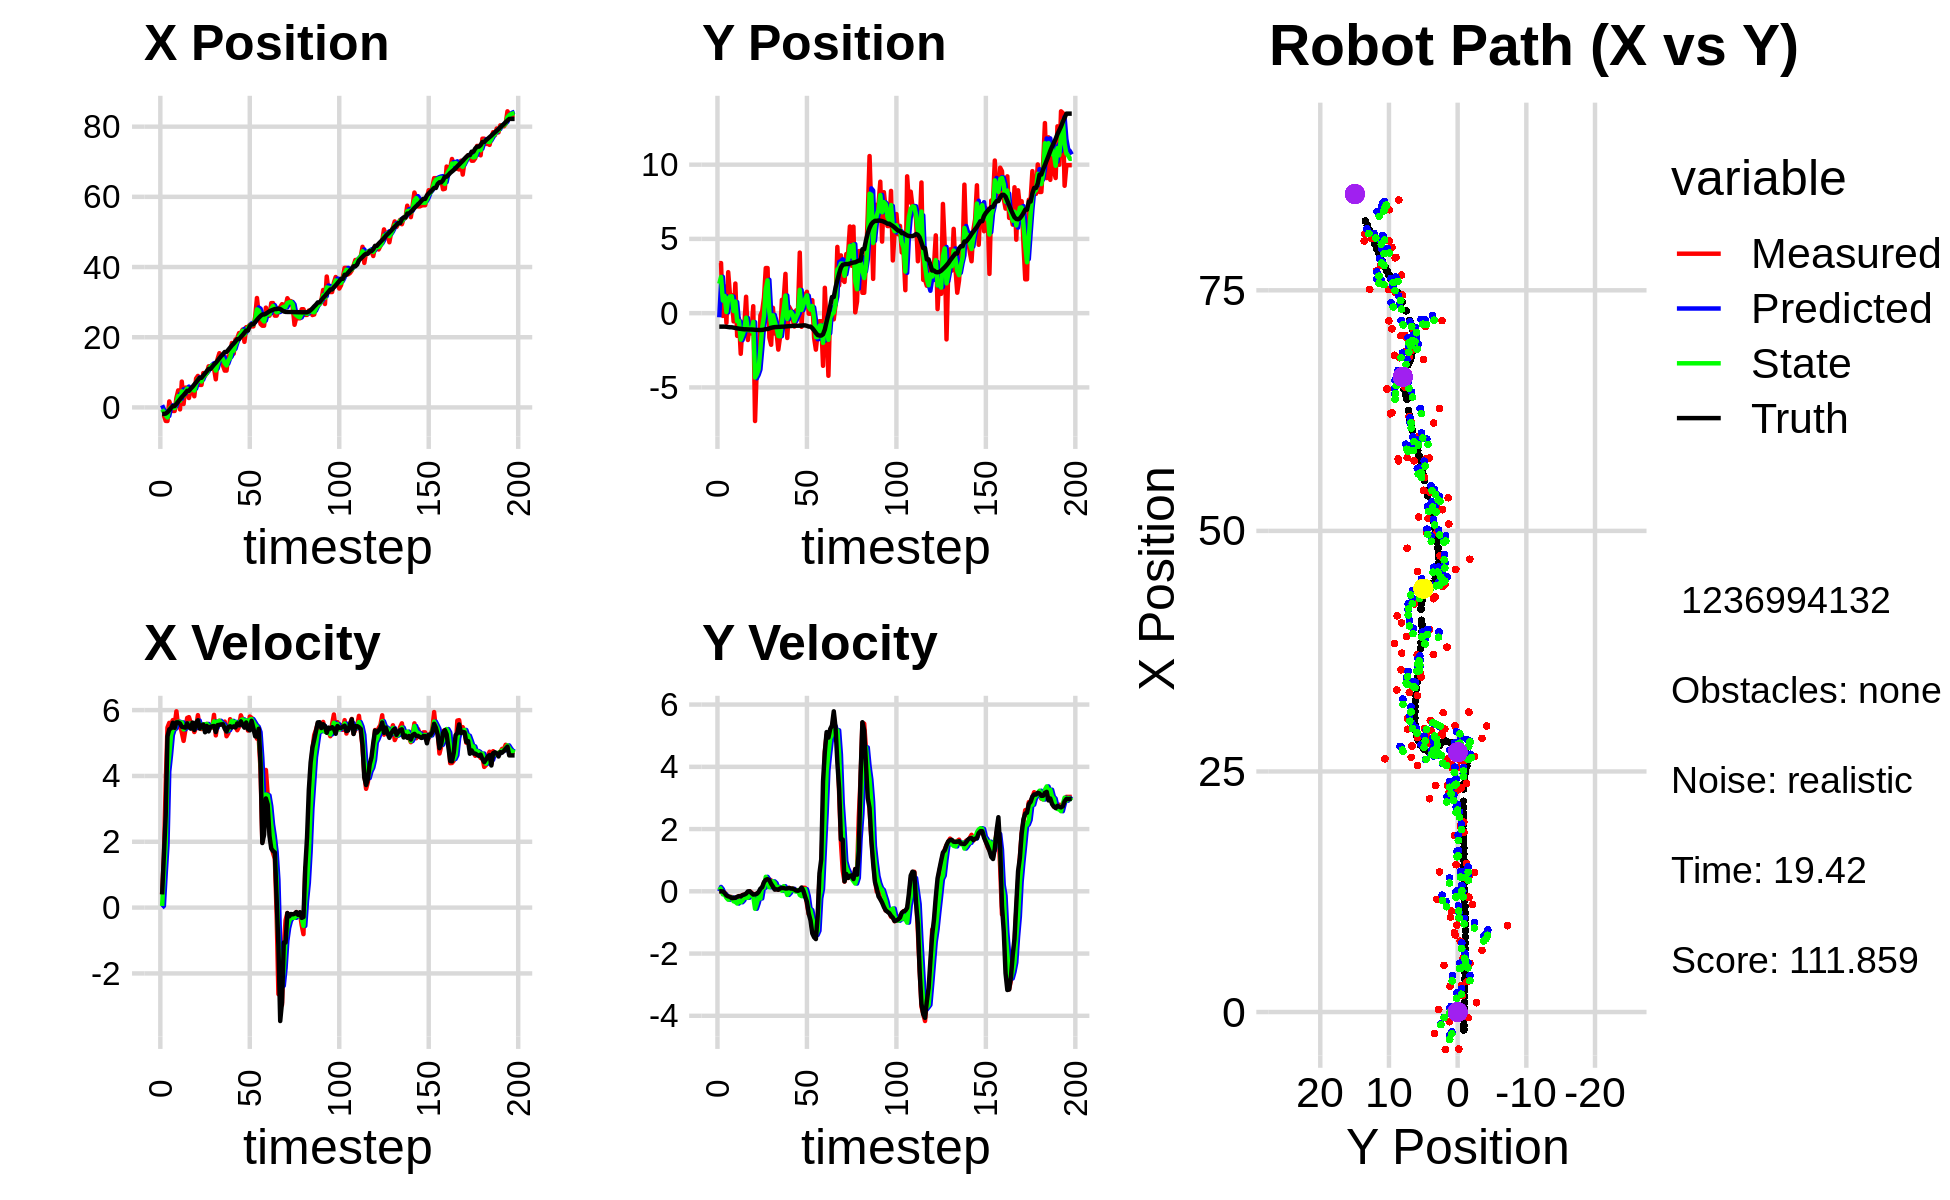 X Position
80
60
40
20
0
0
50
100
150
200
timestep
Y Position
10
5
0
-5
0
50
100
150
200
timestep
X Velocity
6
4
2
0
-2
0
50
100
150
200
timestep
Y Velocity
6
4
2
0
-2
-4
0
50
100
150
200
timestep
Robot Path (X vs Y)
X Position
75
50
25
0
20 10 0 -10 -20
Y Position
variable
Measured
Predicted
State
Truth
1236994132
Obstacles: none
Noise: realistic
Time: 19.42
Score: 111.859